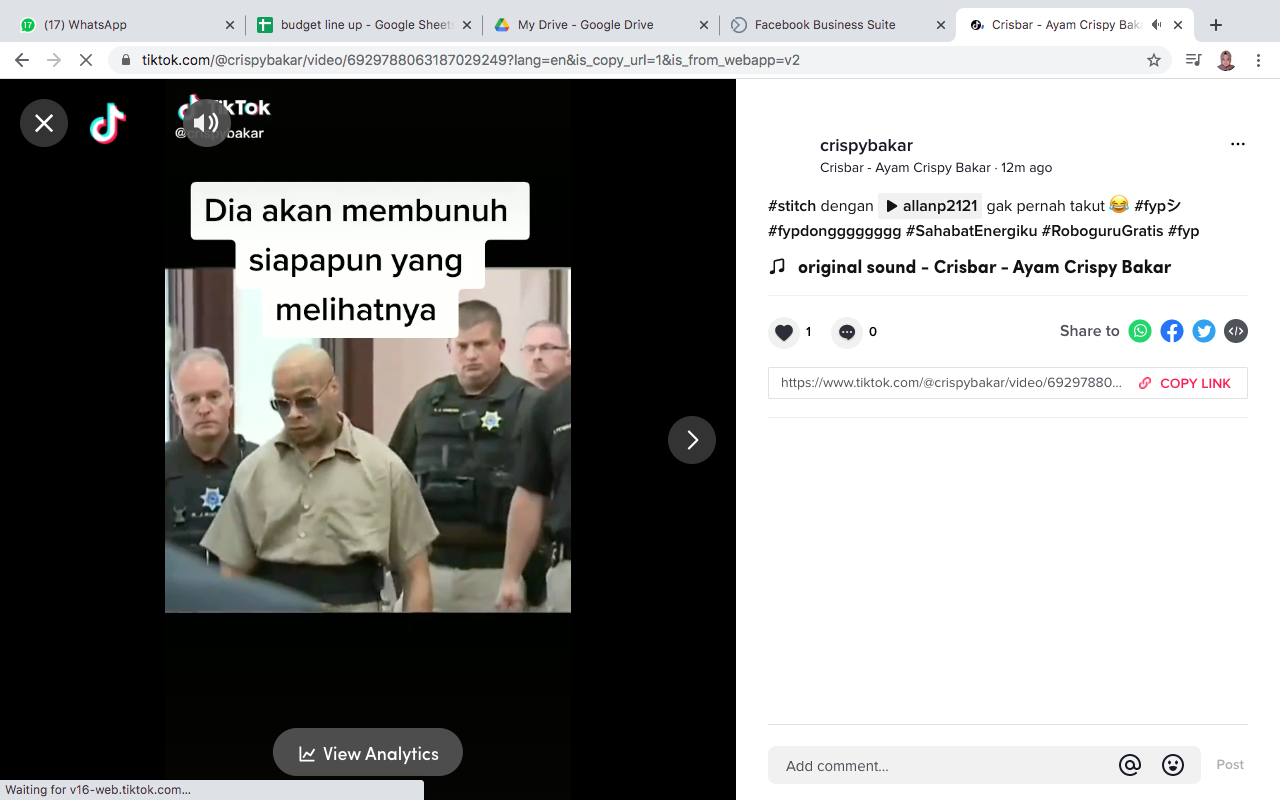 (17) WhatsApp
budget line up - Google Sheets
My Drive - Google Drive
Facebook Business Suite
Crisbar - Ayam Crispy Bak
tiktok.com/@crispybakar/video/6929788063187029249?lang=en&is_copy_url=1&is_from_webapp=v2
TikTok
@crispybakar
Dia akan membunuh
siapapun yang
melihatnya
View Analytics
Waiting for v16-web.tiktok.com...
crispybakar
Crisbar - Ayam Crispy Bakar · 12m ago
#stitch dengan allanp2121 gak pernah takut 😂 #fypシ
#fypdongggggggg #SahabatEnergiku #RoboguruGratis #fyp
original sound - Crisbar - Ayam Crispy Bakar
1
0
Share to
https://www.tiktok.com/@crispybakar/video/69297880...
COPY LINK
Add comment...
Post